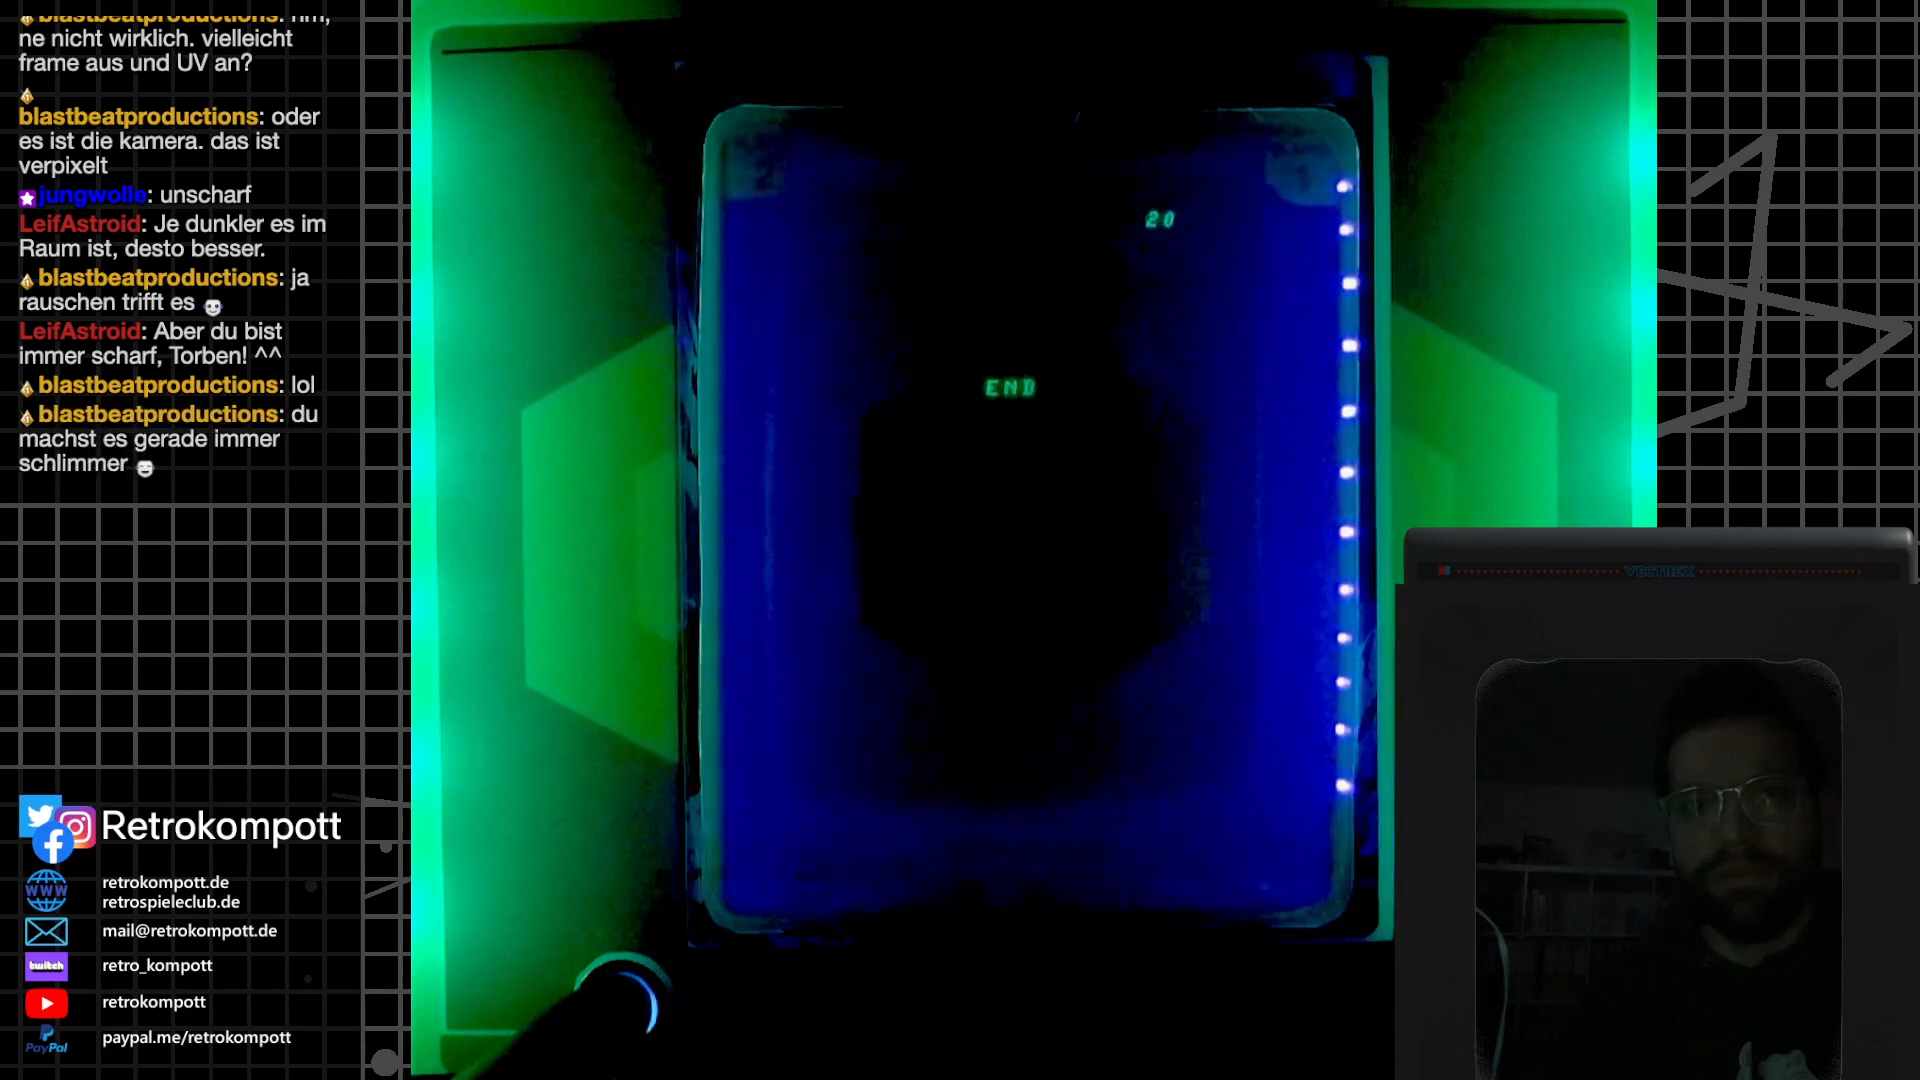 blastbeatproductions: hm,
ne nicht wirklich. vielleicht
frame aus und UV an?
blastbeatproductions: oder
es ist die kamera. das ist
verpixelt
jungwolle: unscharf
LeifAstroid: Je dunkler es im
Raum ist, desto besser.
blastbeatproductions: ja
rauschen trifft es
LeifAstroid: Aber du bist
immer scharf, Torben! ^^
blastbeatproductions: lol
blastbeatproductions: du
machst es gerade immer
schlimmer
20
END
VECTREX
Retrokompott
www
retrokompott.de
retrospieleclub.de
mail@retrokompott.de
twitch
retro_kompott
retrokompott
PayPal
paypal.me/retrokompott